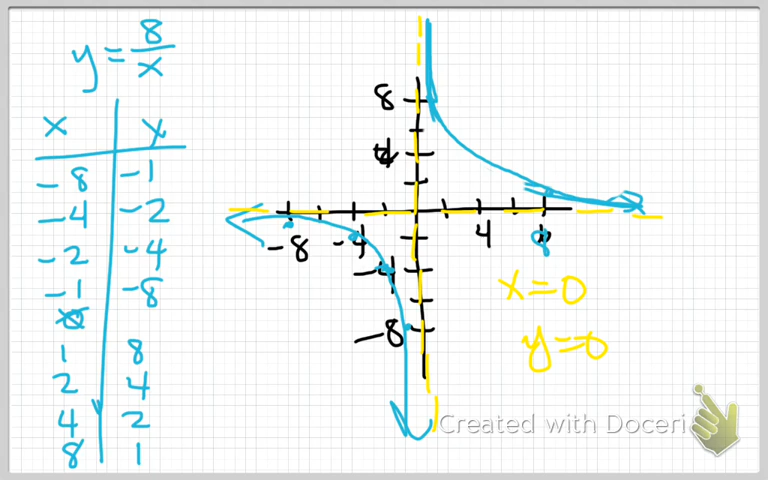 y = 8/x
x | y
-8 | -1
-4 | -2
-2 | -4
-1 | -8
0
1 | 8
2 | 4
4 | 2
8 | 1
8
4
-8 -4 4 8
-4
-8
x = 0
y = 0
Created with Doceri